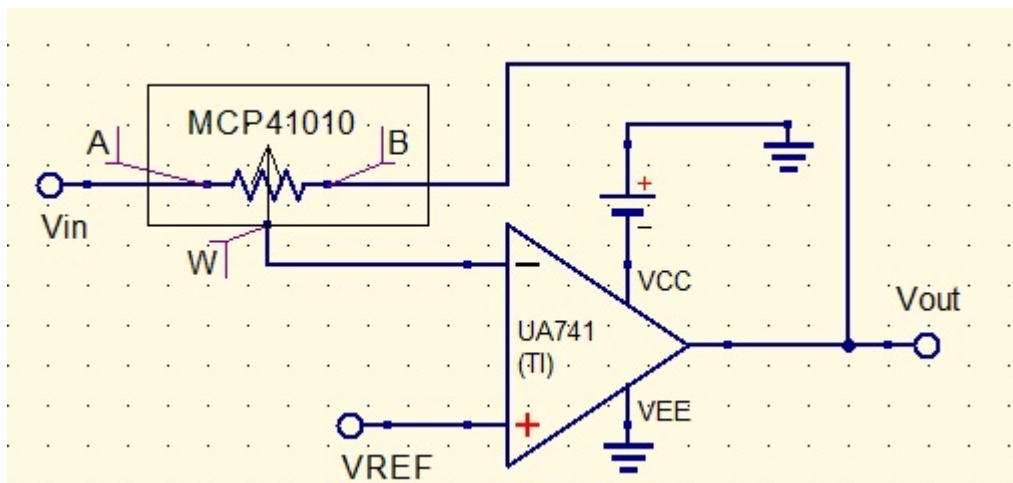 MCP41010
A
B
Vin
W
+
−
−
VCC
UA741
(TI)
Vout
VEE
+
VREF